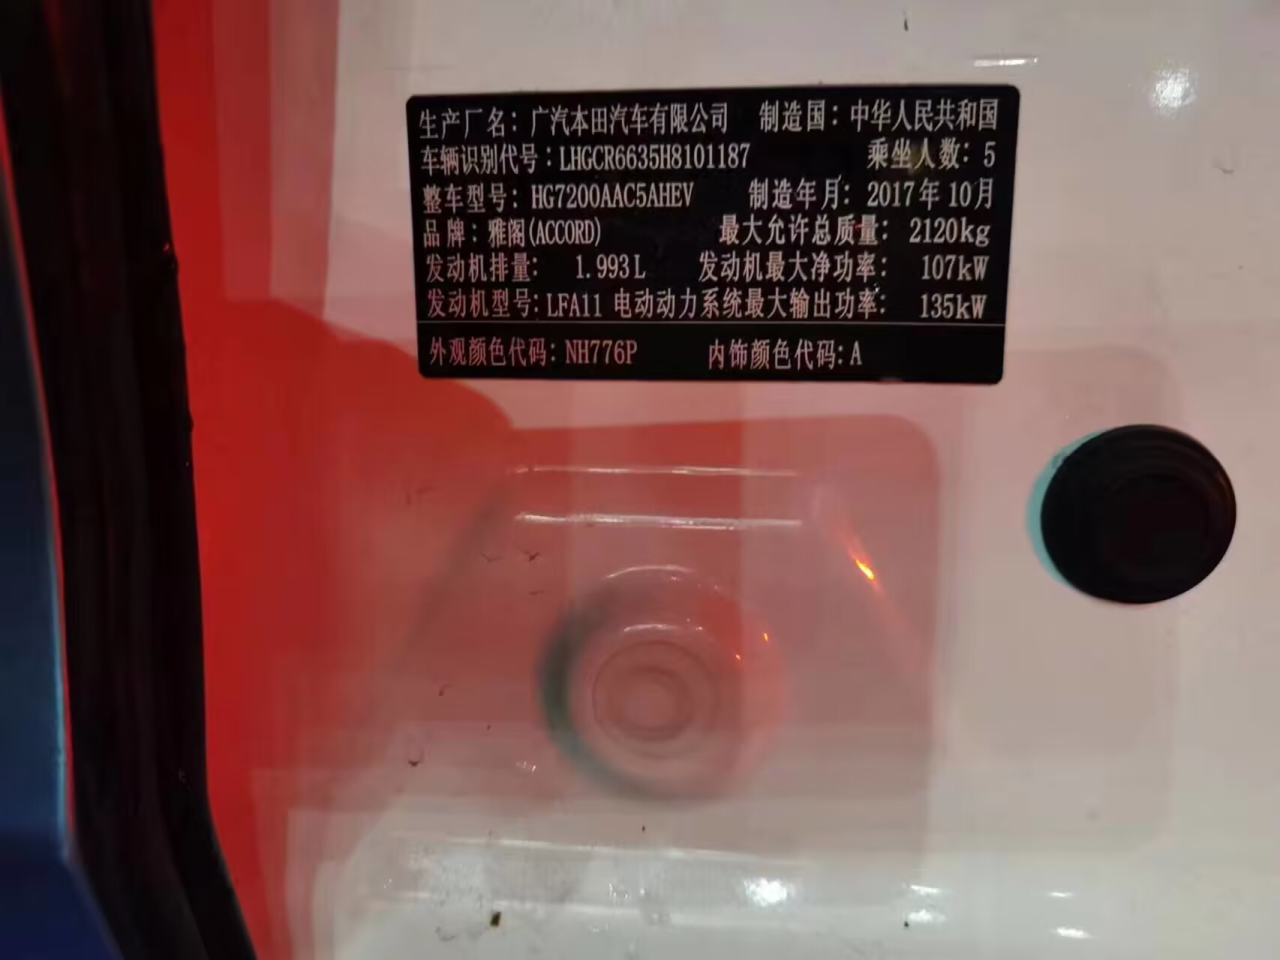 生产厂名：广汽本田汽车有限公司 制造国：中华人民共和国
车辆识别代号：LHGCR6635H8101187 乘坐人数：5
整车型号：HG7200AAC5AHEV 制造年月：2017年10月
品牌：雅阁(ACCORD) 最大允许总质量：2120kg
发动机排量：1.993L 发动机最大净功率：107kW
发动机型号：LFA11 电动动力系统最大输出功率：135kW
外观颜色代码：NH776P 内饰颜色代码：A